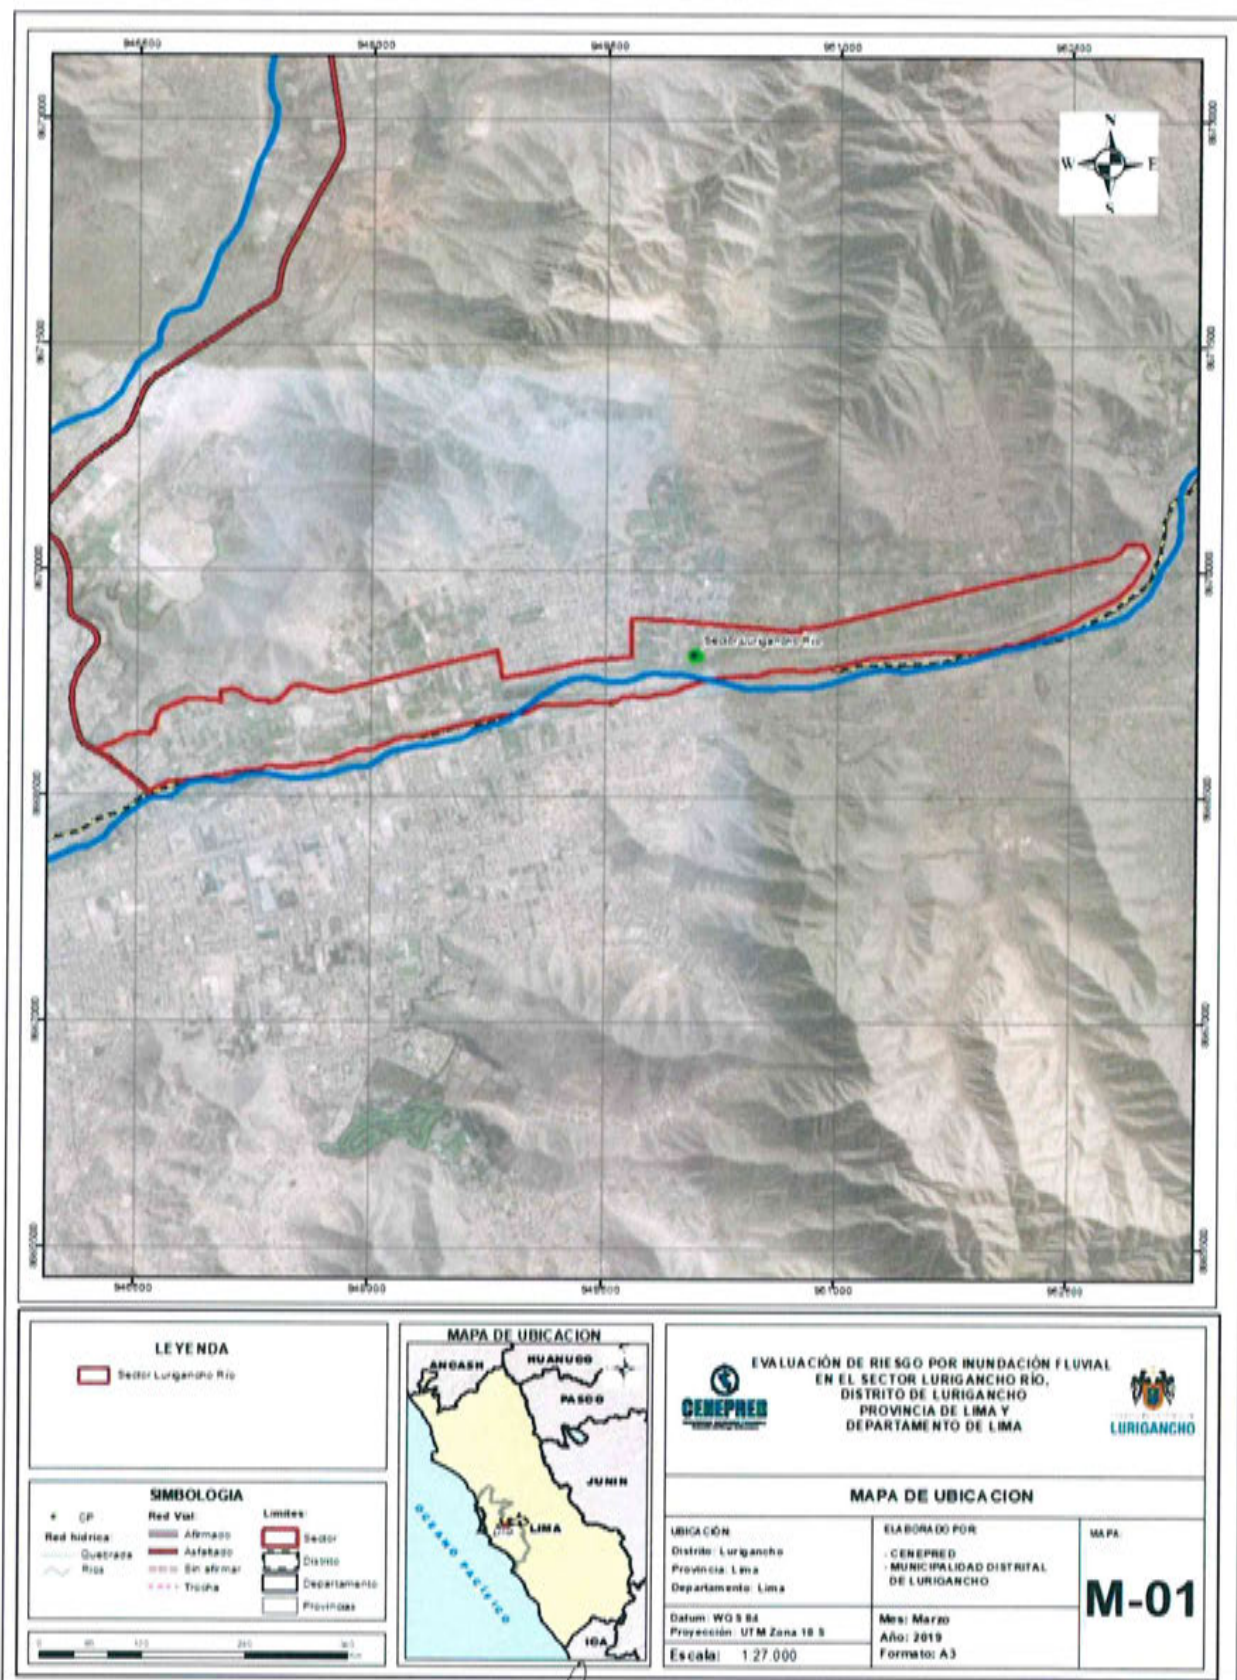 N
W E
S
Sector Lurigancho Río
LEYENDA
Sector Lurigancho Río
SIMBOLOGIA
CP
Red hídrica:
Quebrada
Ríos
Red Vial:
Afirmado
Asfaltado
Sin afirmar
Trocha
Limites:
Sector
Distrito
Departamento
Provincias
MAPA DE UBICACION
ANCASH
HUANUCO
PASCO
JUNIN
LIMA
OCEANO PACÍFICO
ICA
CENEPRED
EVALUACIÓN DE RIESGO POR INUNDACIÓN FLUVIAL
EN EL SECTOR LURIGANCHO RÍO,
DISTRITO DE LURIGANCHO
PROVINCIA DE LIMA Y
DEPARTAMENTO DE LIMA
LURIGANCHO
MAPA DE UBICACION
UBICACIÓN:
Distrito: Lurigancho
Provincia: Lima
Departamento: Lima
ELABORADO POR:
- CENEPRED
- MUNICIPALIDAD DISTRITAL
DE LURIGANCHO
MAPA:
M-01
Datum: WGS 84
Proyección: UTM Zona 18 S
Escala: 1:27.000
Mes: Marzo
Año: 2019
Formato: A3